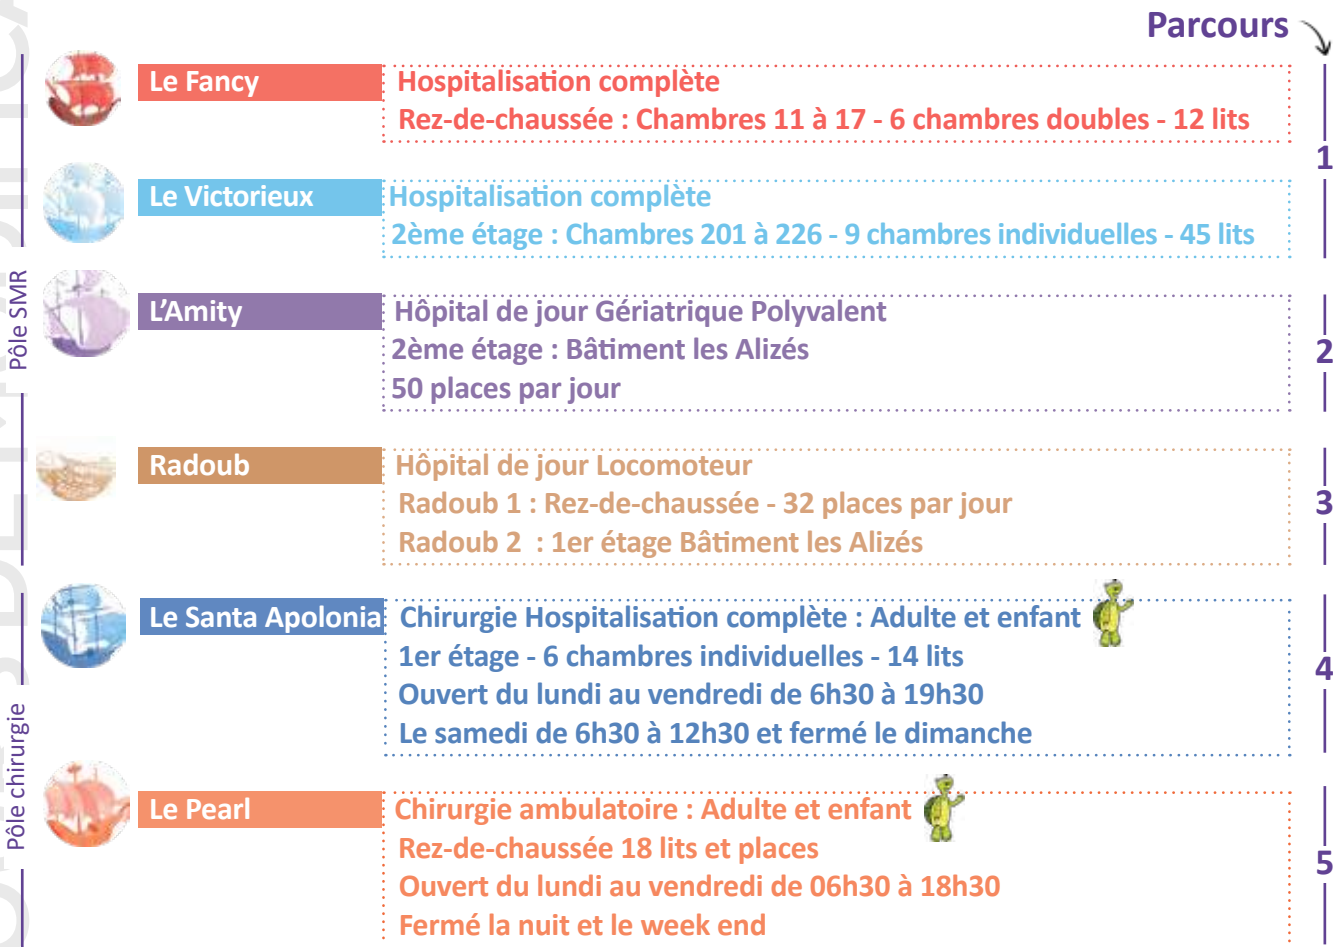 Parcours
Pôle SMR
Le Fancy
Hospitalisation complète
Rez-de-chaussée : Chambres 11 à 17 - 6 chambres doubles - 12 lits
1
Le Victorieux
Hospitalisation complète
2ème étage : Chambres 201 à 226 - 9 chambres individuelles - 45 lits
L’Amity
Hôpital de jour Gériatrique Polyvalent
2ème étage : Bâtiment les Alizés
50 places par jour
2
Radoub
Hôpital de jour Locomoteur
Radoub 1 : Rez-de-chaussée - 32 places par jour
Radoub 2 : 1er étage Bâtiment les Alizés
3
Pôle chirurgie
Le Santa Apolonia
Chirurgie Hospitalisation complète : Adulte et enfant
1er étage - 6 chambres individuelles - 14 lits
Ouvert du lundi au vendredi de 6h30 à 19h30
Le samedi de 6h30 à 12h30 et fermé le dimanche
4
Le Pearl
Chirurgie ambulatoire : Adulte et enfant
Rez-de-chaussée 18 lits et places
Ouvert du lundi au vendredi de 06h30 à 18h30
Fermé la nuit et le week end
5